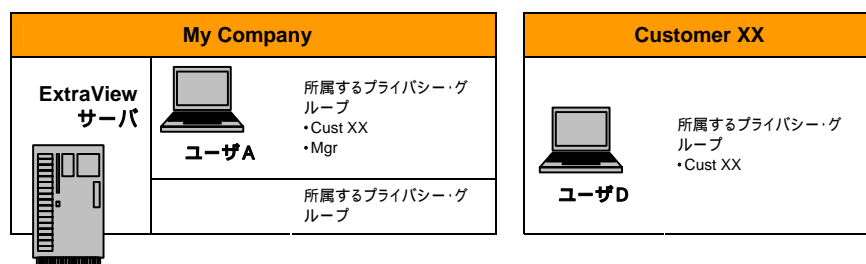 My Company
ExtraView
サーバ
ユーザA
所属するプライバシー・グ
ループ
•Cust XX
•Mgr
所属するプライバシー・グ
ループ
Customer XX
ユーザD
所属するプライバシー・グ
ループ
•Cust XX